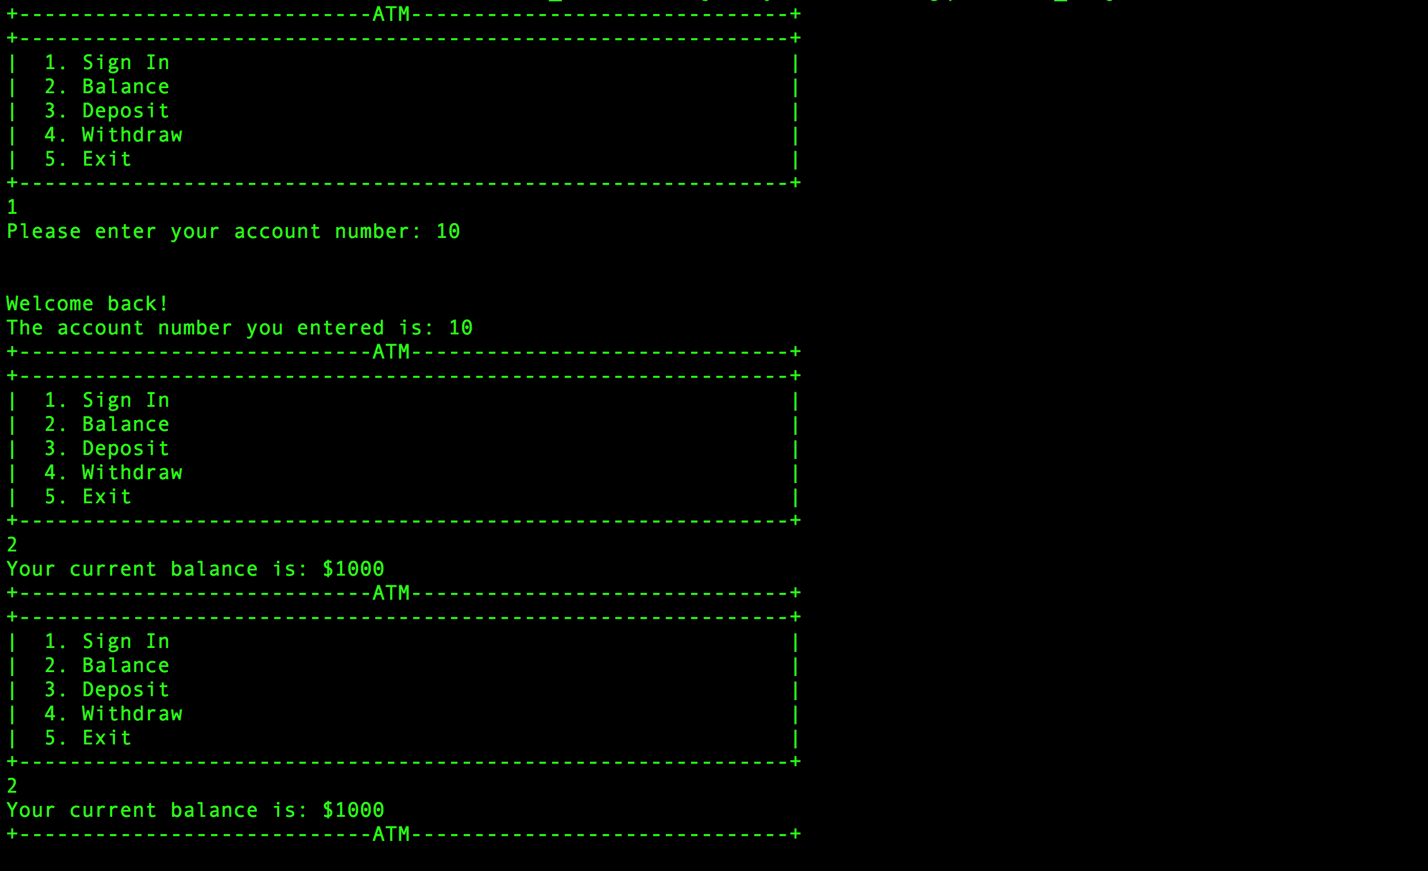 +----------------------------ATM------------------------------+
+-------------------------------------------------------------+
|  1. Sign In                                                 |
|  2. Balance                                                 |
|  3. Deposit                                                 |
|  4. Withdraw                                                |
|  5. Exit                                                    |
+-------------------------------------------------------------+
1
Please enter your account number: 10
Welcome back!
The account number you entered is: 10
+----------------------------ATM------------------------------+
+-------------------------------------------------------------+
|  1. Sign In                                                 |
|  2. Balance                                                 |
|  3. Deposit                                                 |
|  4. Withdraw                                                |
|  5. Exit                                                    |
+-------------------------------------------------------------+
2
Your current balance is: $1000
+----------------------------ATM------------------------------+
+-------------------------------------------------------------+
|  1. Sign In                                                 |
|  2. Balance                                                 |
|  3. Deposit                                                 |
|  4. Withdraw                                                |
|  5. Exit                                                    |
+-------------------------------------------------------------+
2
Your current balance is: $1000
+----------------------------ATM------------------------------+